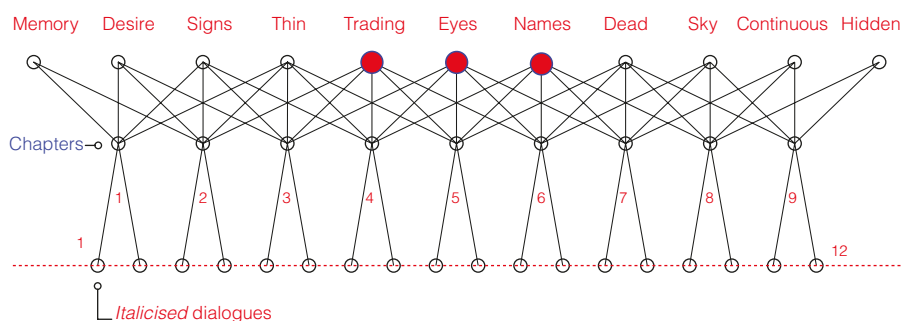 Memory Desire Signs Thin Trading Eyes Names Dead Sky Continuous Hidden
Chapters
1 2 3 4 5 6 7 8 9
1 12
Italicised dialogues